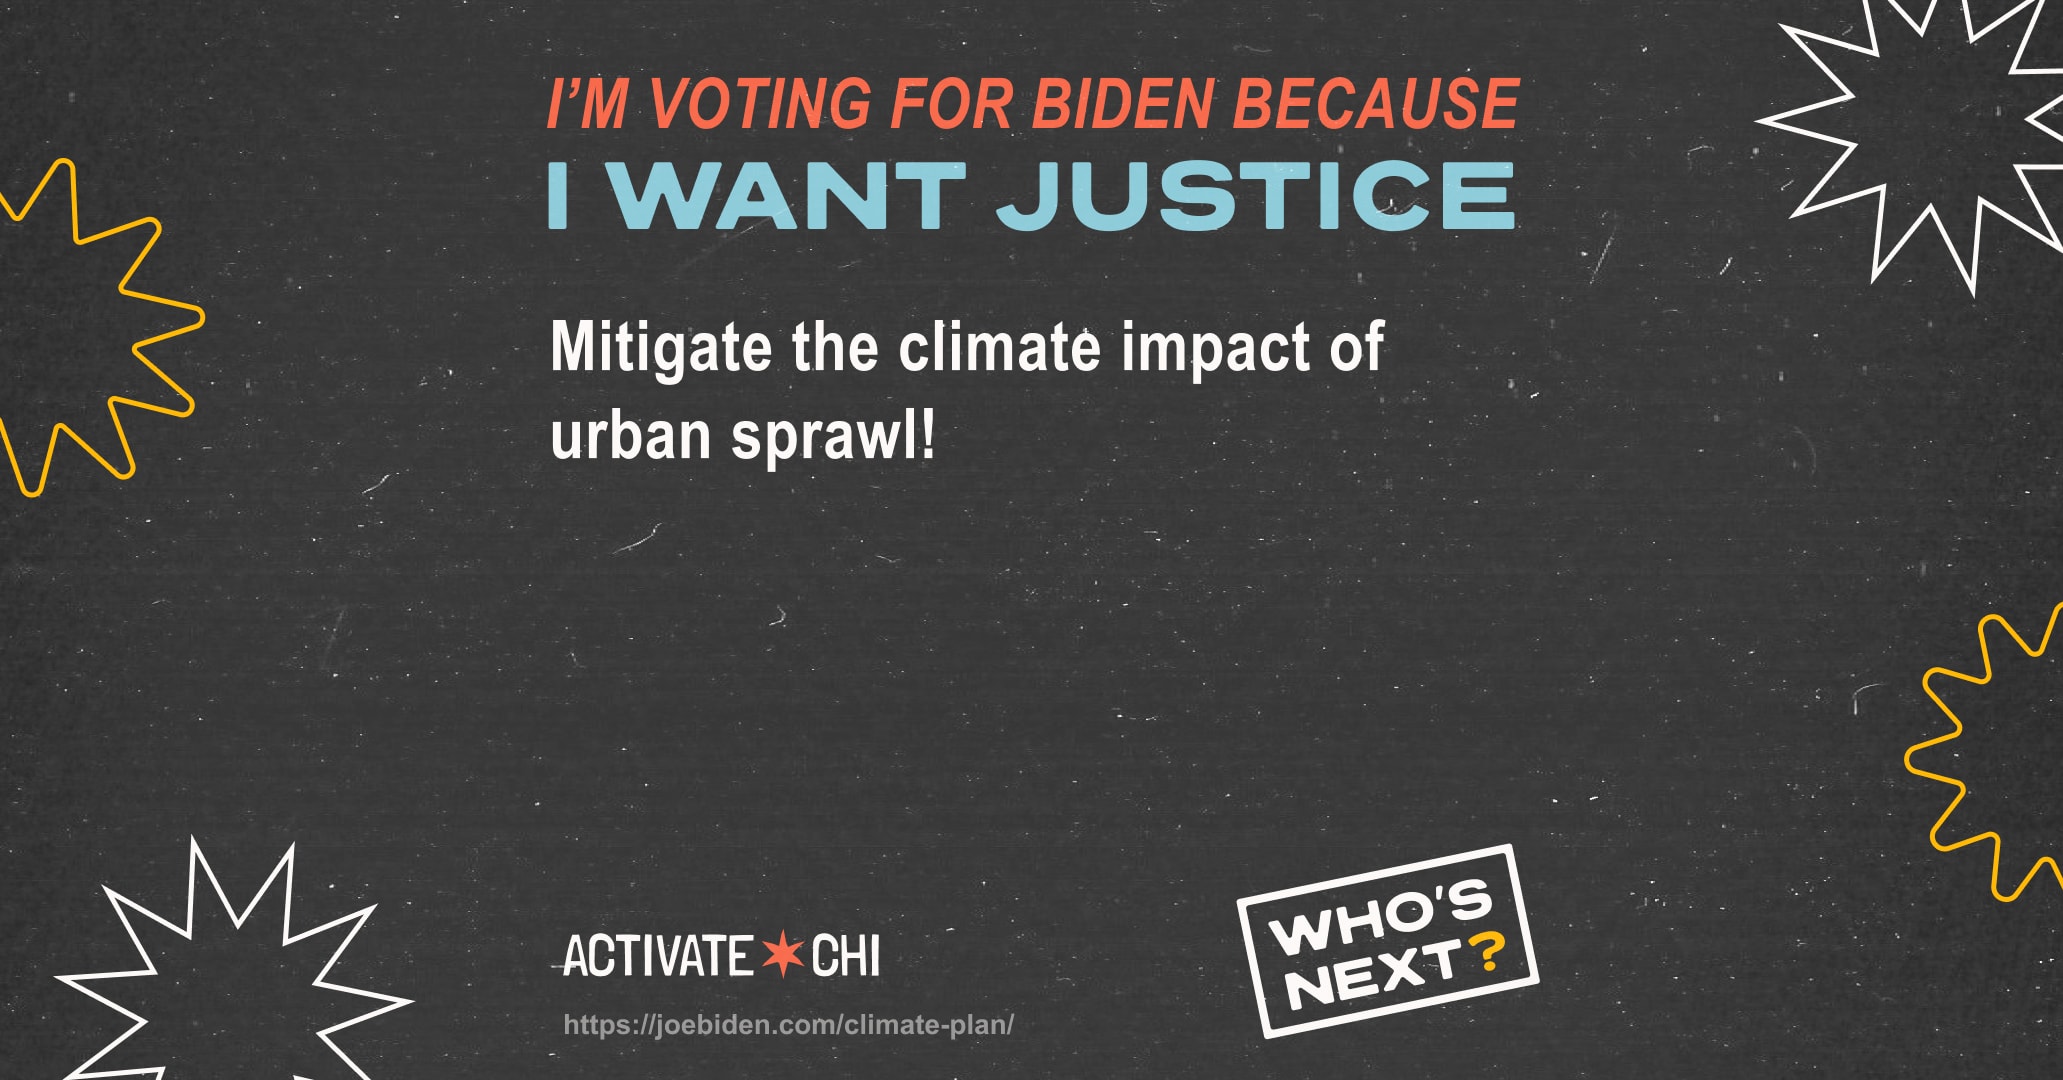 I'M VOTING FOR BIDEN BECAUSE
I WANT JUSTICE
Mitigate the climate impact of
urban sprawl!
ACTIVATE CHI
https://joebiden.com/climate-plan/
WHO'S
NEXT?